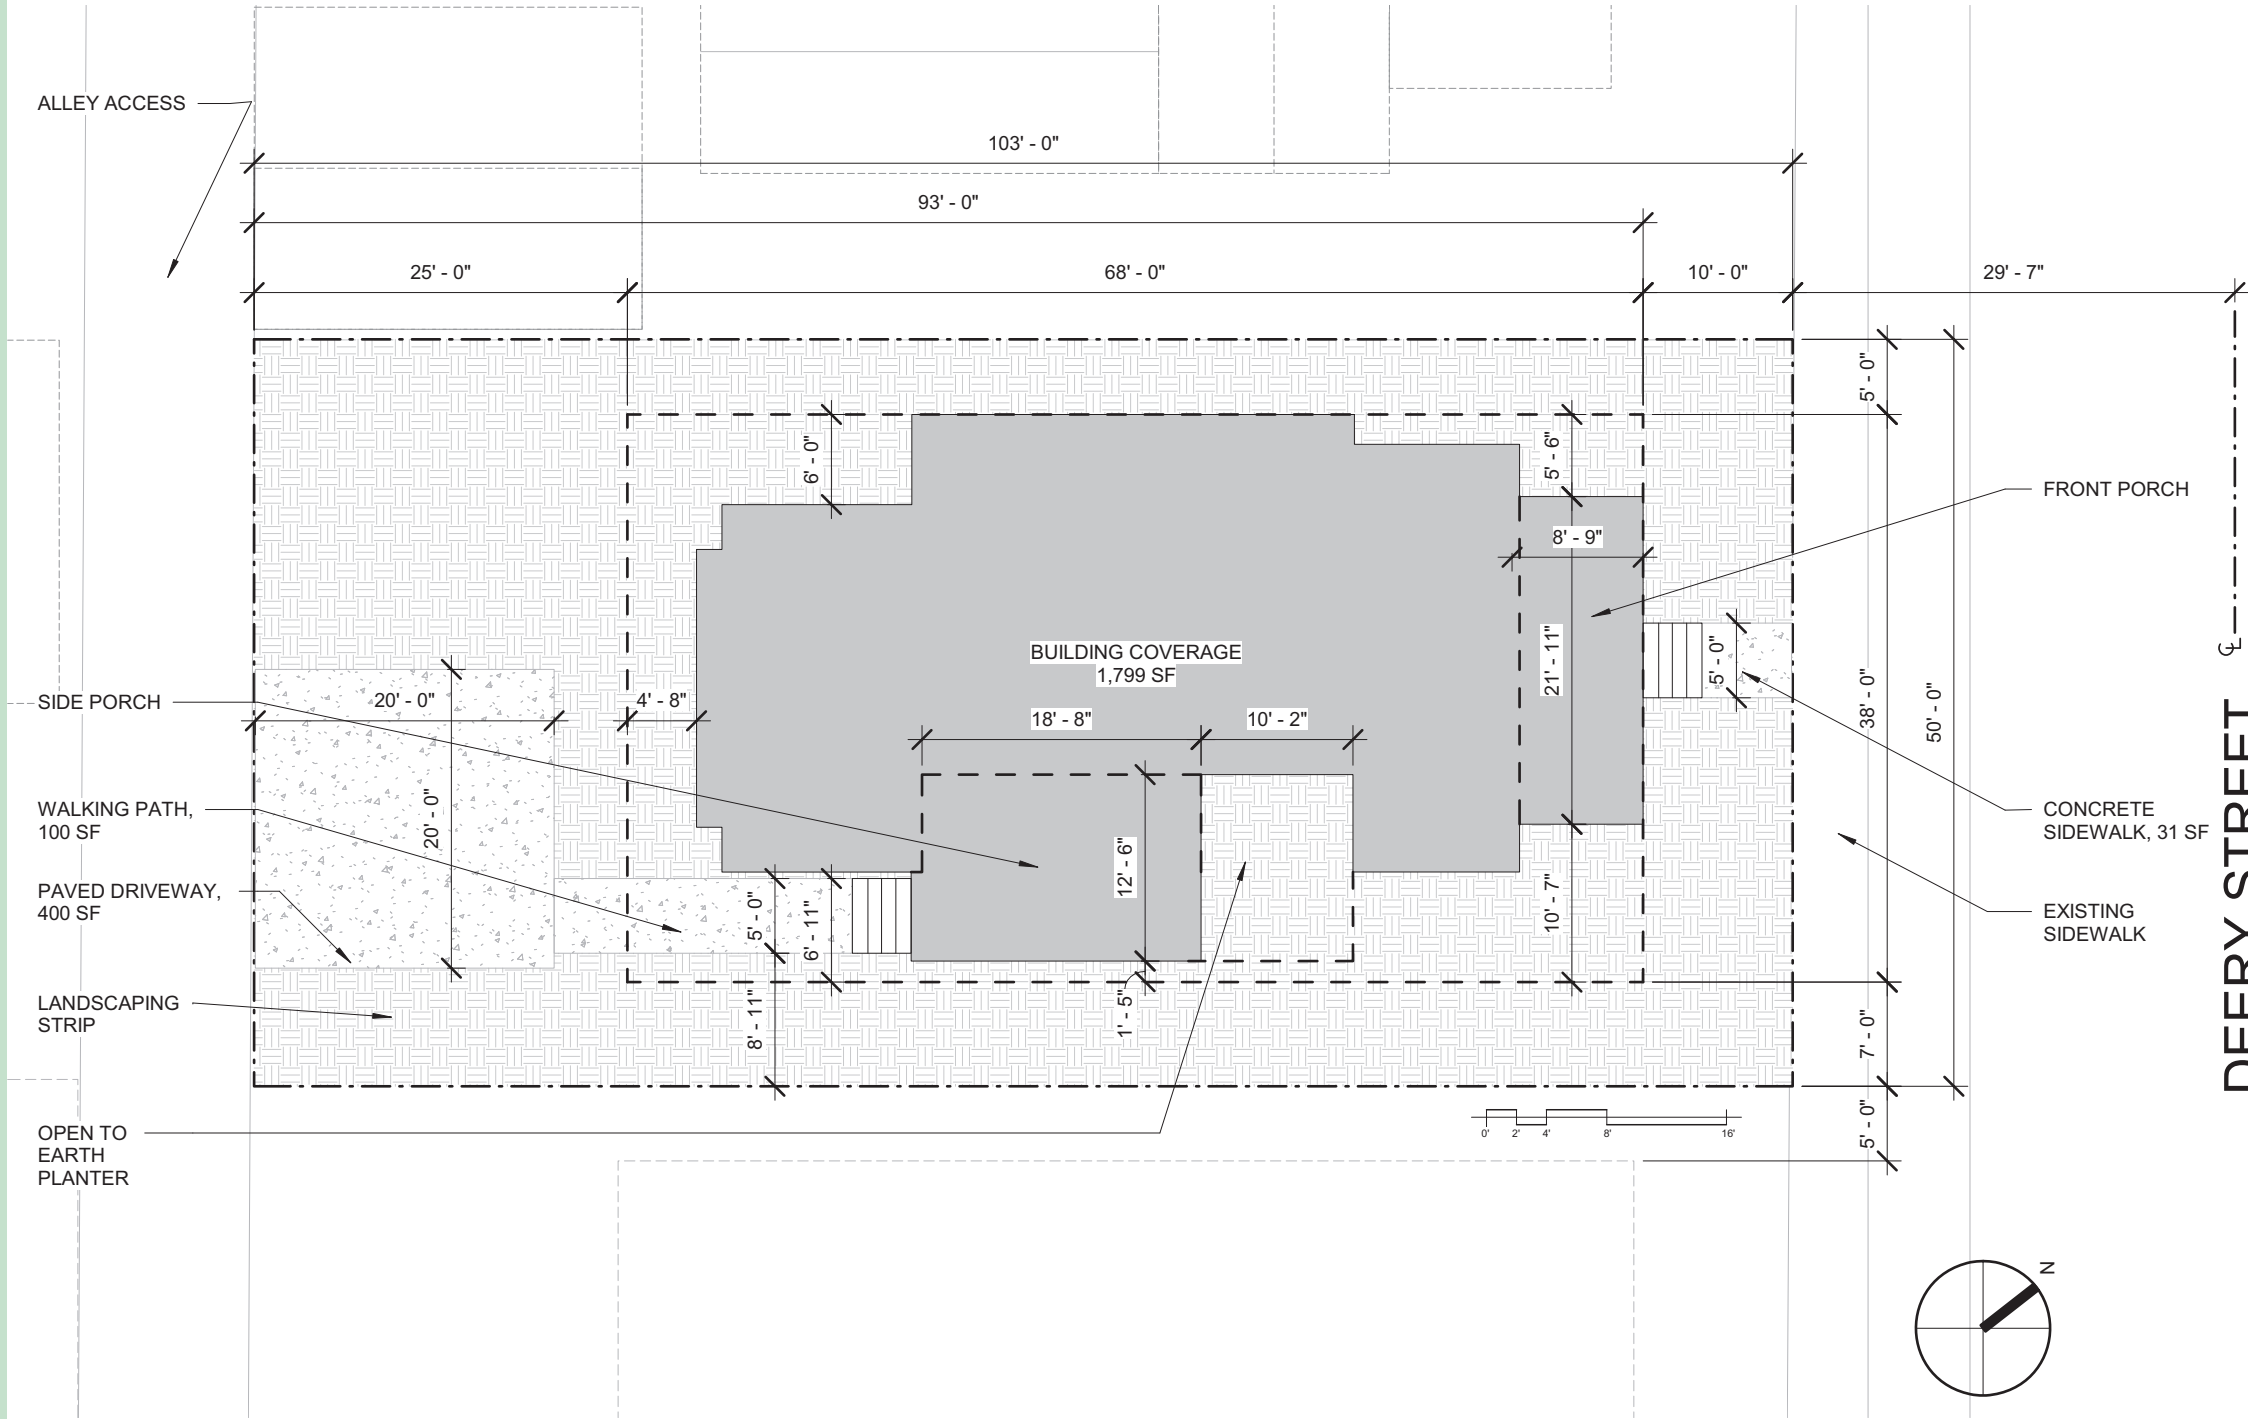 ALLEY ACCESS
103' - 0"
93' - 0"
25' - 0"
68' - 0"
10' - 0"
29' - 7"
5' - 0"
6' - 0"
5' - 6"
FRONT PORCH
8' - 9"
BUILDING COVERAGE
1,799 SF
21' - 11"
5' - 0"
38' - 0"
50' - 0"
℄
SIDE PORCH
20' - 0"
4' - 8"
18' - 8"
10' - 2"
WALKING PATH,
100 SF
20' - 0"
12' - 6"
CONCRETE
SIDEWALK, 31 SF
DEERY STREET
PAVED DRIVEWAY,
400 SF
5' - 0"
6' - 11"
10' - 7"
EXISTING
SIDEWALK
LANDSCAPING
STRIP
8' - 11"
1' - 5"
7' - 0"
OPEN TO
EARTH
PLANTER
0' 2' 4' 8' 16'
5' - 0"
N